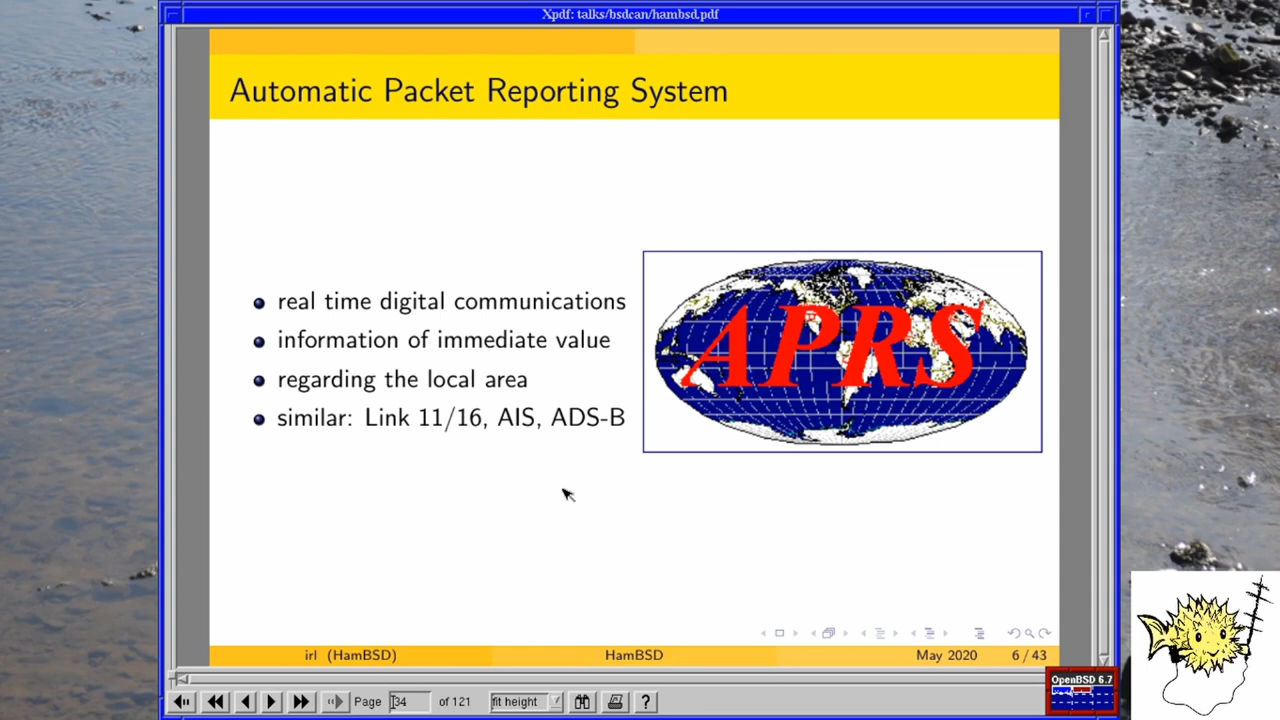 Xpdf: talks/bsdcan/hambsd.pdf
Automatic Packet Reporting System
real time digital communications
information of immediate value
regarding the local area
similar: Link 11/16, AIS, ADS-B
APRS
irl (HamBSD)
HamBSD
May 2020
6 / 43
OpenBSD 6.7
Page
34
of 121
fit height
?